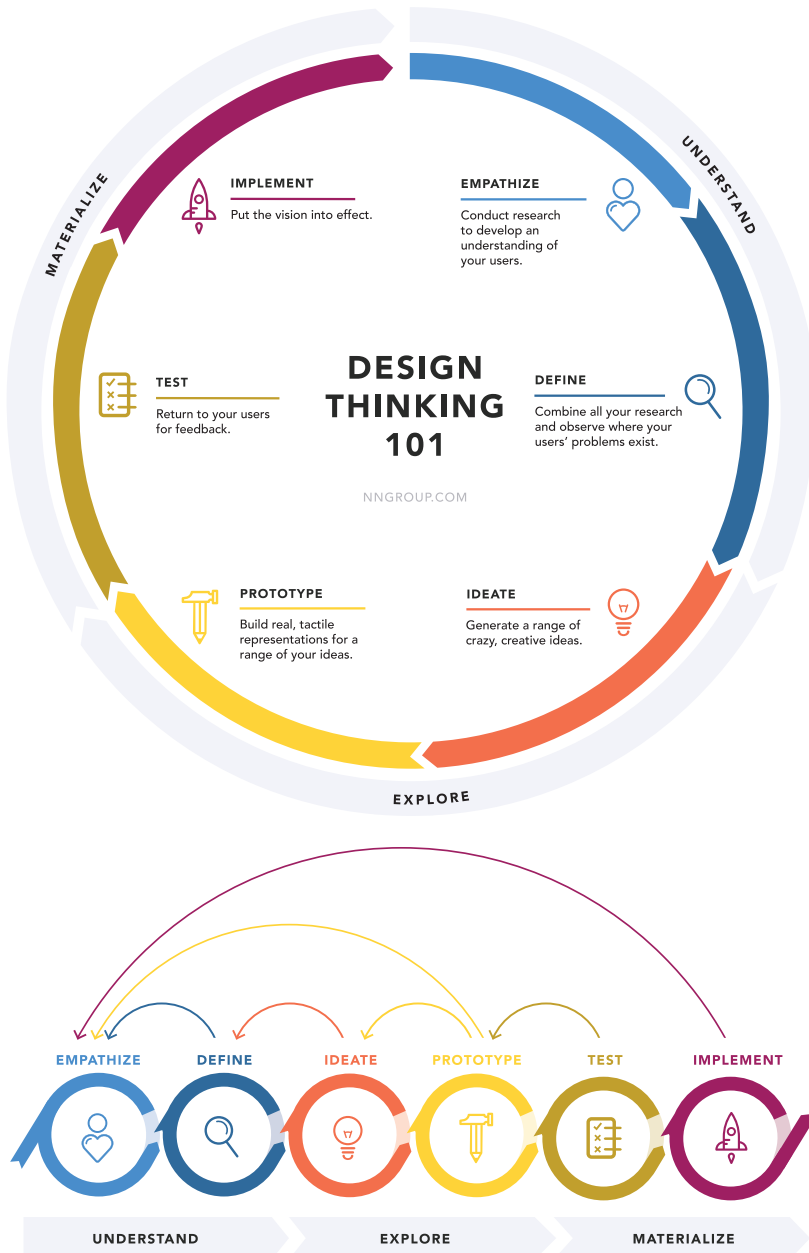 MATERIALIZE
UNDERSTAND
IMPLEMENT
Put the vision into effect.
EMPATHIZE
Conduct research
to develop an
understanding of
your users.
DESIGN
THINKING
101
NNGROUP.COM
TEST
Return to your users
for feedback.
DEFINE
Combine all your research
and observe where your
users’ problems exist.
PROTOTYPE
Build real, tactile
representations for a
range of your ideas.
IDEATE
Generate a range of
crazy, creative ideas.
EXPLORE
EMPATHIZE DEFINE IDEATE PROTOTYPE TEST IMPLEMENT
UNDERSTAND EXPLORE MATERIALIZE